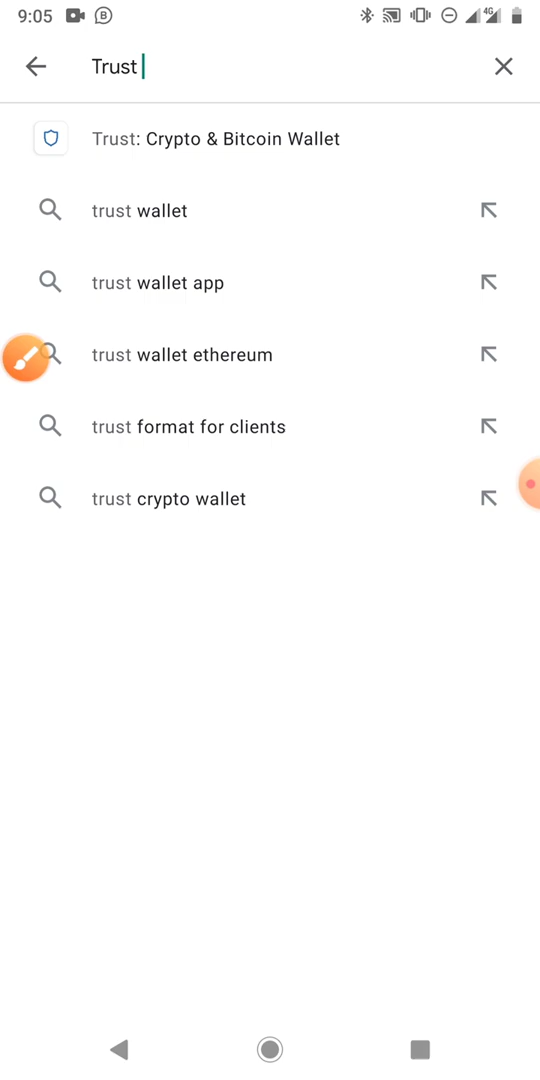 9:05
4G
Trust
Trust: Crypto & Bitcoin Wallet
trust wallet
trust wallet app
trust wallet ethereum
trust format for clients
trust crypto wallet